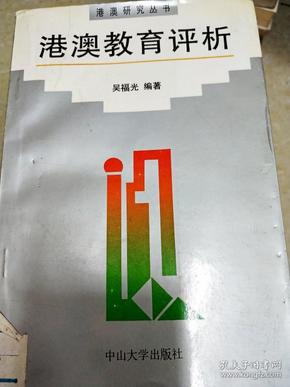 港澳研究丛书
港澳教育评析
吴福光 编著
中山大学出版社